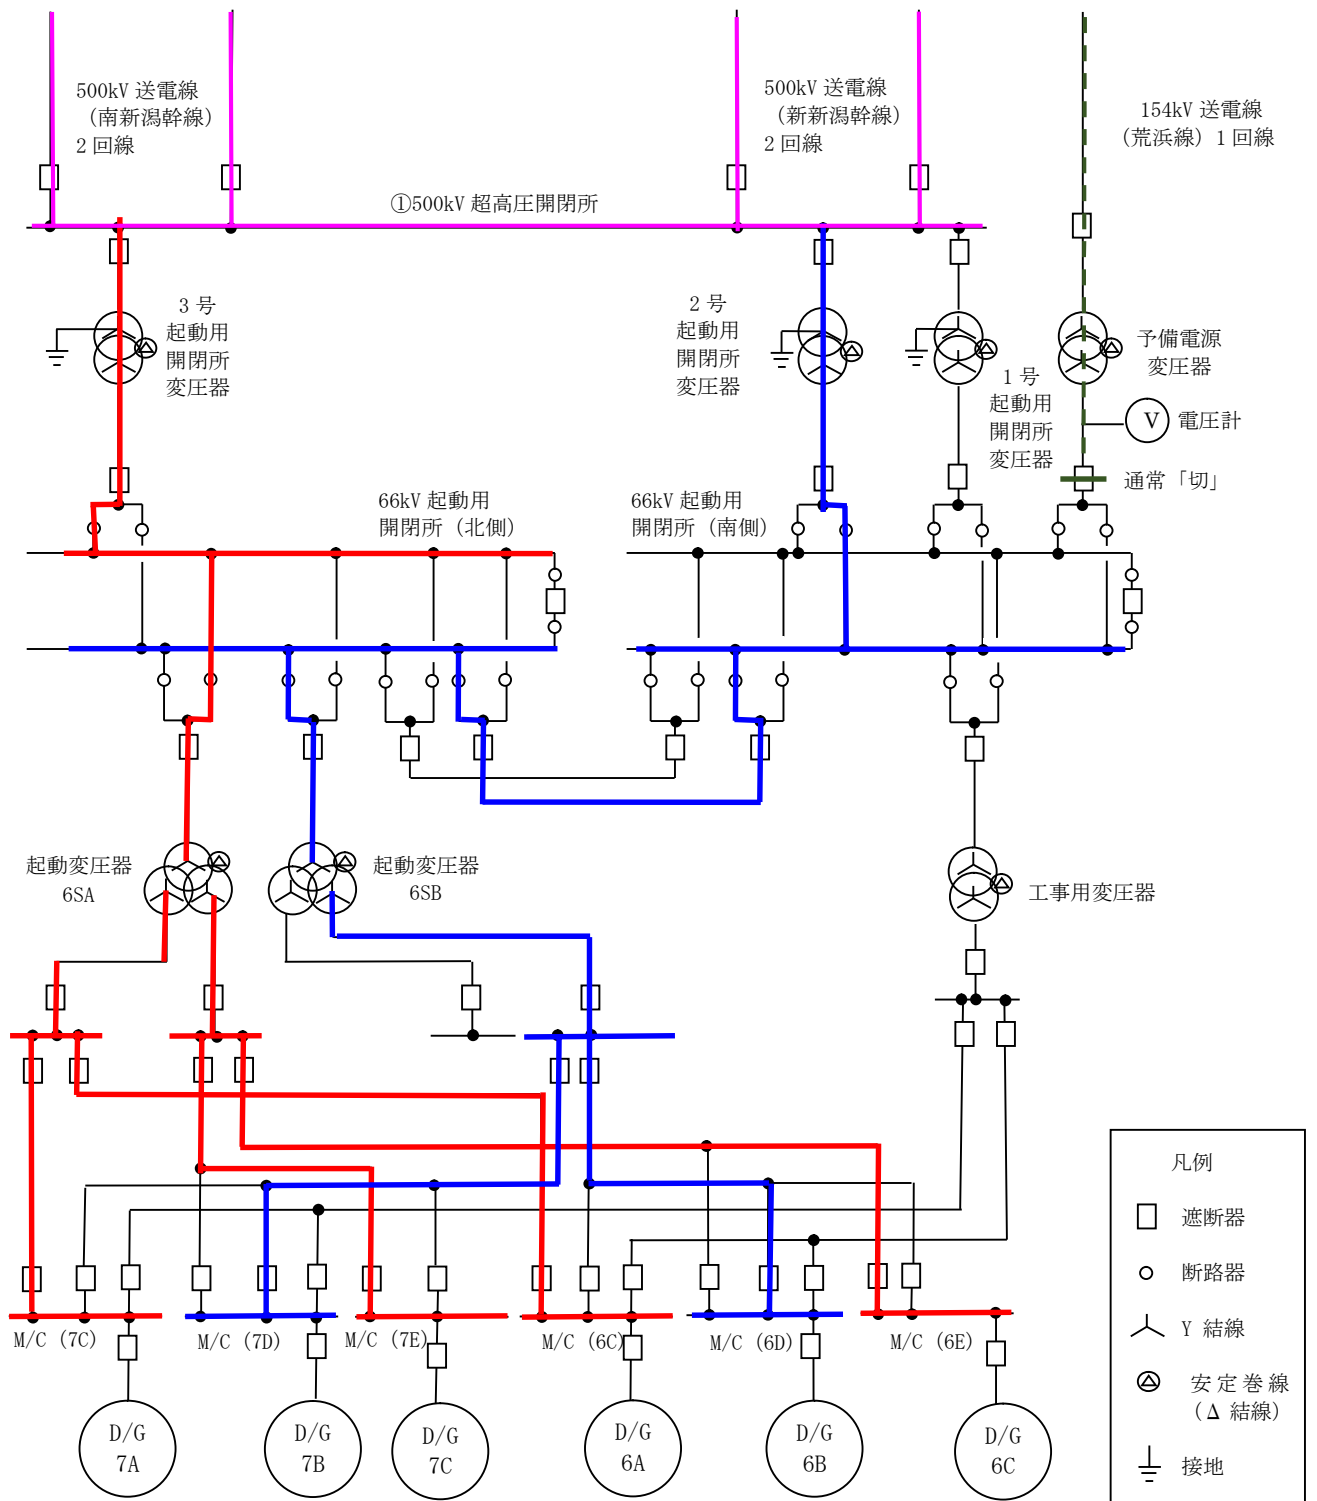 500kV 送電線
（南新潟幹線）
2 回線
500kV 送電線
（新新潟幹線）
2 回線
154kV 送電線
（荒浜線）1 回線
①500kV 超高圧開閉所
3 号
起動用
開閉所
変圧器
2 号
起動用
開閉所
変圧器
1 号
起動用
開閉所
変圧器
予備電源
変圧器
V
電圧計
通常「切」
66kV 起動用
開閉所（北側）
66kV 起動用
開閉所（南側）
起動変圧器
6SA
起動変圧器
6SB
工事用変圧器
M/C（7C）
M/C（7D）
M/C（7E）
M/C（6C）
M/C（6D）
M/C（6E）
D/G
7A
D/G
7B
D/G
7C
D/G
6A
D/G
6B
D/G
6C
凡例
遮断器
断路器
Y 結線
安定巻線
（Δ 結線）
接地